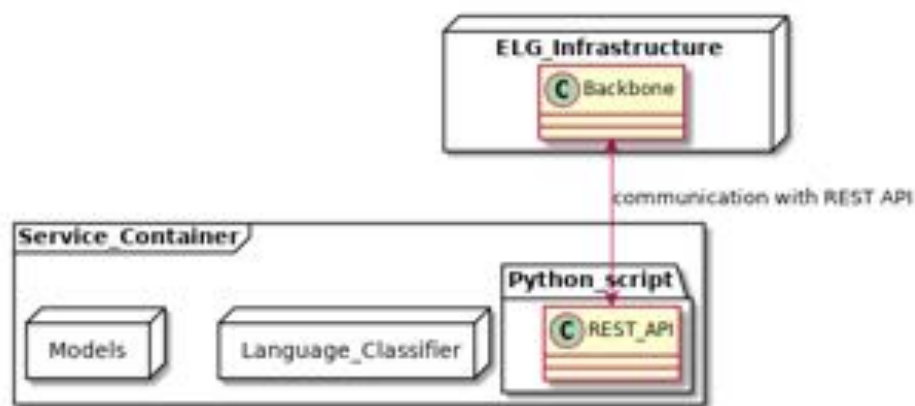 ELG_Infrastructure
C Backbone
communication with REST API
Service_Container
Python_script
Models
Language_Classifier
C REST_API